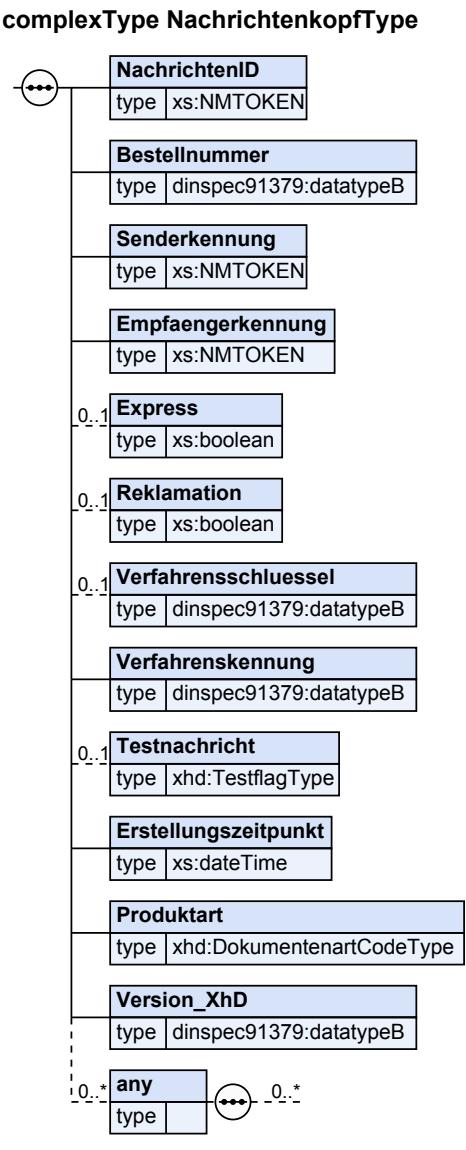 complexType NachrichtenkopfType
NachrichtenID
type xs:NMTOKEN
Bestellnummer
type dinspec91379:datatypeB
Senderkennung
type xs:NMTOKEN
Empfaengerkennung
type xs:NMTOKEN
0..1 Express
type xs:boolean
0..1 Reklamation
type xs:boolean
0..1 Verfahrensschluessel
type dinspec91379:datatypeB
Verfahrenskennung
type dinspec91379:datatypeB
0..1 Testnachricht
type xhd:TestflagType
Erstellungszeitpunkt
type xs:dateTime
Produktart
type xhd:DokumentenartCodeType
Version_XhD
type dinspec91379:datatypeB
0..* any 0..*
type